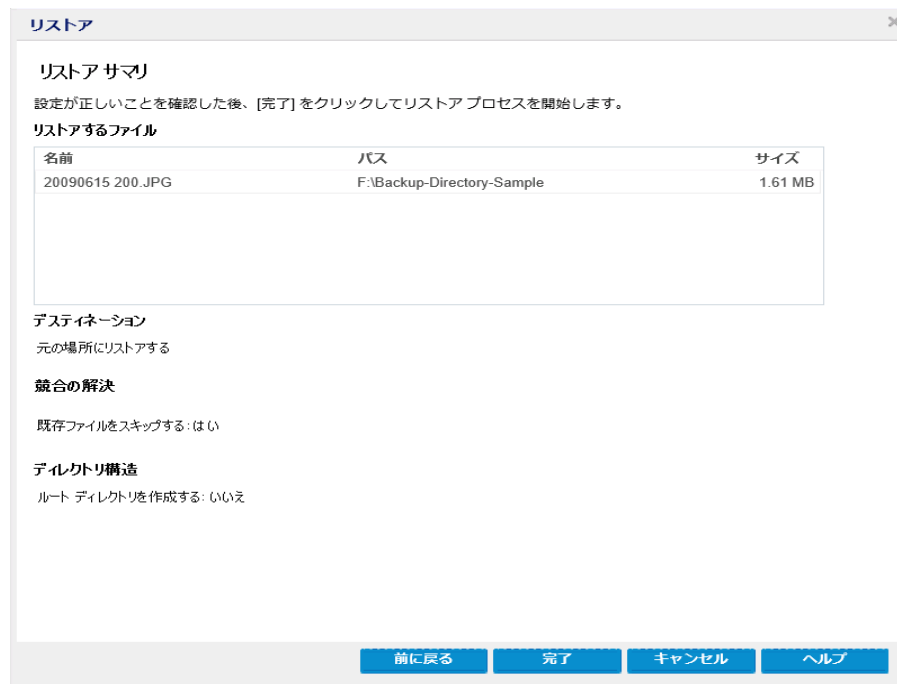 リストア
リストア サマリ
設定が正しいことを確認した後、[完了] をクリックしてリストア プロセスを開始します。
リストアするファイル
名前 パス サイズ
20090615 200.JPG F:\Backup-Directory-Sample 1.61 MB
デスティネーション
元の場所にリストアする
競合の解決
既存ファイルをスキップする: はい
ディレクトリ構造
ルート ディレクトリを作成する: いいえ
前に戻る 完了 キャンセル ヘルプ